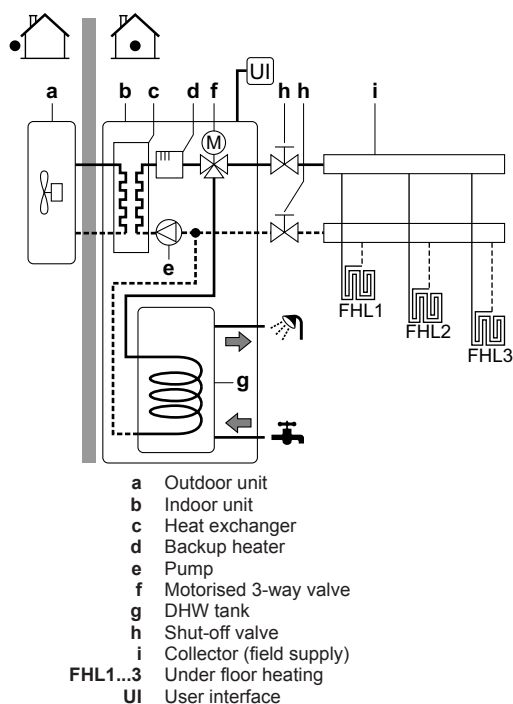 UI
a b c d f h h i
M
e
FHL1
FHL2
FHL3
g
a Outdoor unit
b Indoor unit
c Heat exchanger
d Backup heater
e Pump
f Motorised 3-way valve
g DHW tank
h Shut-off valve
i Collector (field supply)
FHL1...3 Under floor heating
UI User interface